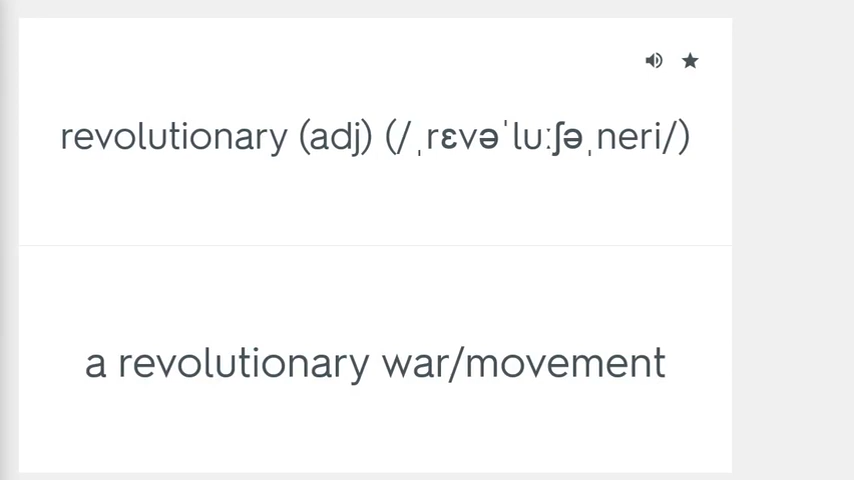 revolutionary (adj) (/ˌrɛvəˈluːʃəˌneri/)
a revolutionary war/movement